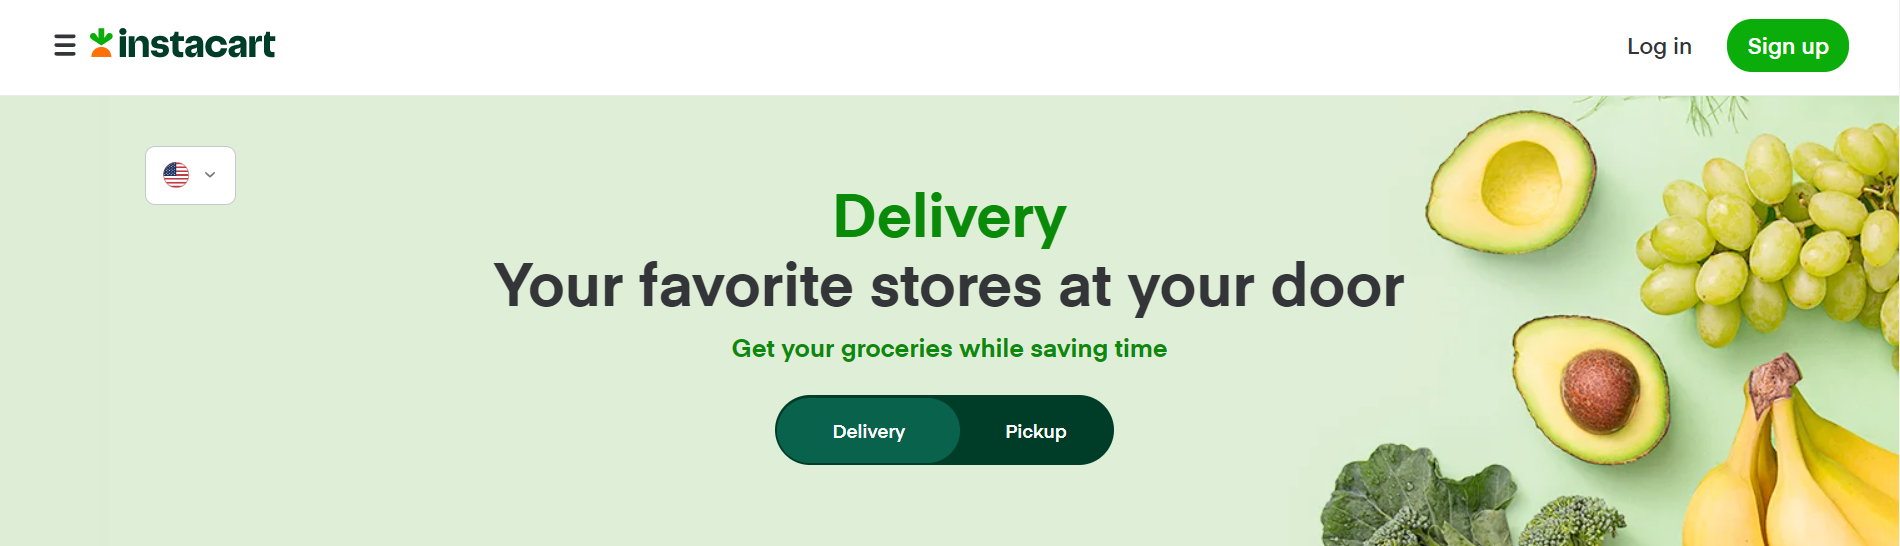 instacart
Log in
Sign up
Delivery
Your favorite stores at your door
Get your groceries while saving time
Delivery
Pickup